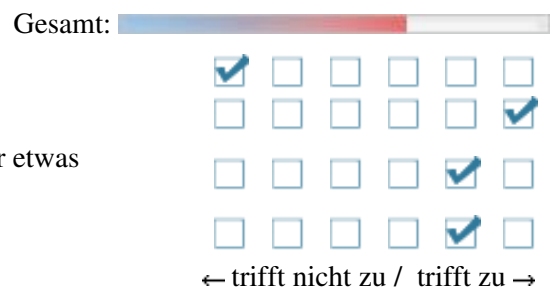 Gesamt:
etwas
← trifft nicht zu / trifft zu →